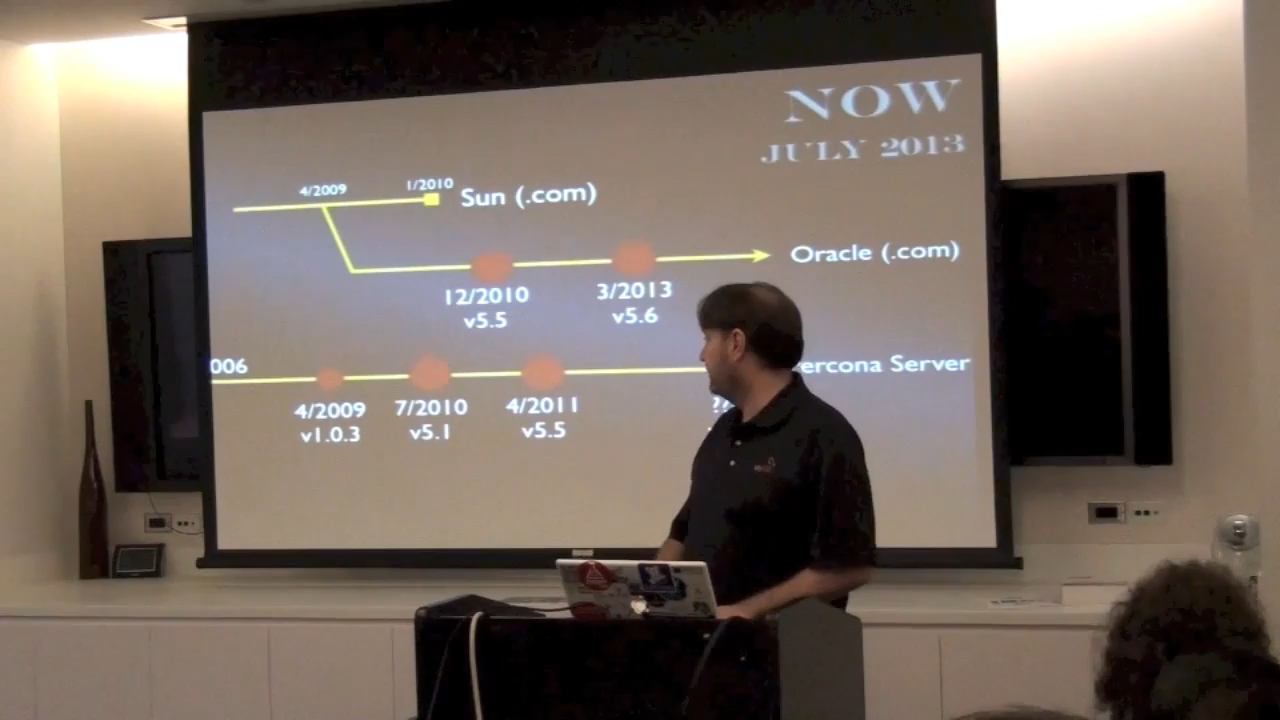 NOW
JULY 2013
4/2009
1/2010
Sun (.com)
Oracle (.com)
12/2010
v5.5
3/2013
v5.6
006
ercona Server
4/2009
v1.0.3
7/2010
v5.1
4/2011
v5.5